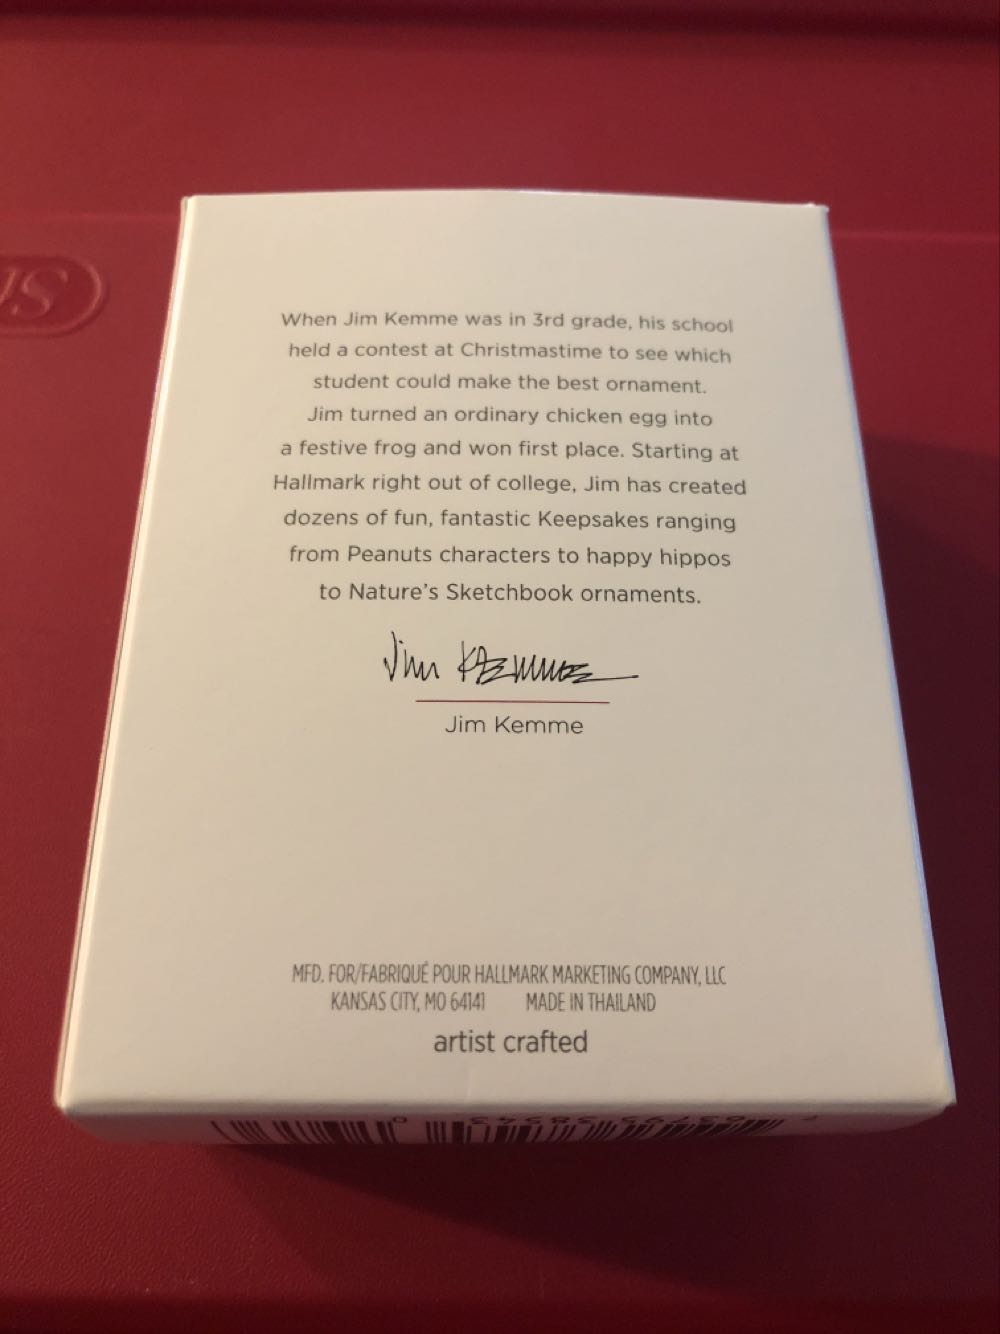 When Jim Kemme was in 3rd grade, his school
held a contest at Christmastime to see which
student could make the best ornament.
Jim turned an ordinary chicken egg into
a festive frog and won first place. Starting at
Hallmark right out of college, Jim has created
dozens of fun, fantastic Keepsakes ranging
from Peanuts characters to happy hippos
to Nature's Sketchbook ornaments.
Jim Kemme
Jim Kemme
MFD. FOR/FABRIQUÉ POUR HALLMARK MARKETING COMPANY, LLC
KANSAS CITY, MO 64141 MADE IN THAILAND
artist crafted